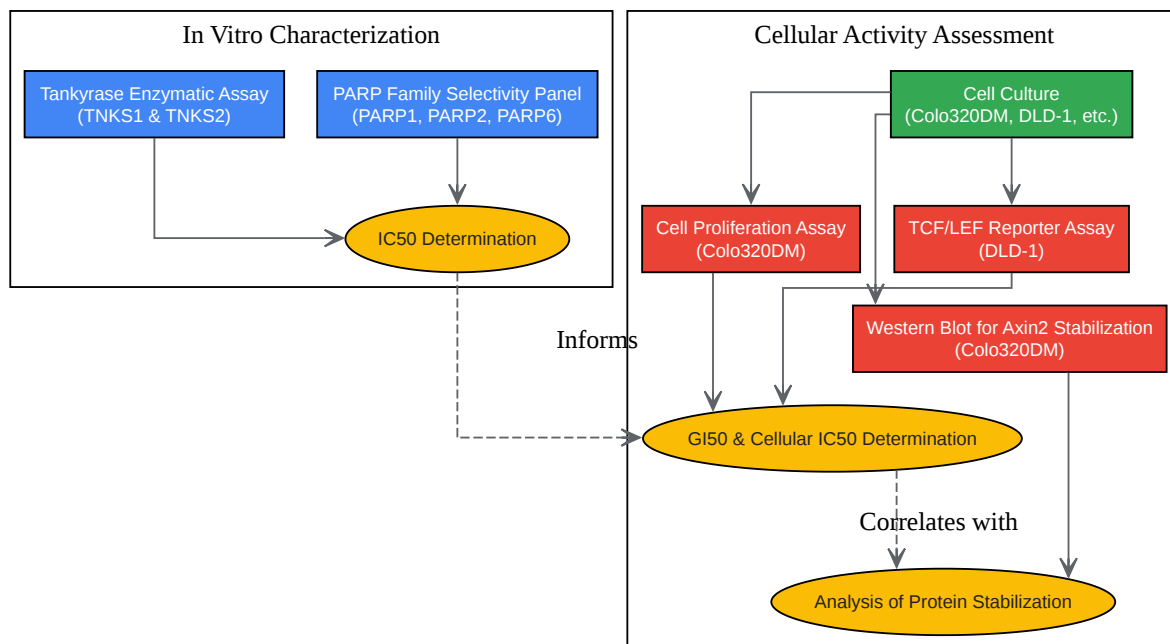 In Vitro Characterization
Tankyrase Enzymatic Assay
(TNKS1 & TNKS2)
PARP Family Selectivity Panel
(PARP1, PARP2, PARP6)
IC50 Determination
Informs
Cellular Activity Assessment
Cell Culture
(Colo320DM, DLD-1, etc.)
Cell Proliferation Assay
(Colo320DM)
TCF/LEF Reporter Assay
(DLD-1)
Western Blot for Axin2 Stabilization
(Colo320DM)
GI50 & Cellular IC50 Determination
Correlates with
Analysis of Protein Stabilization